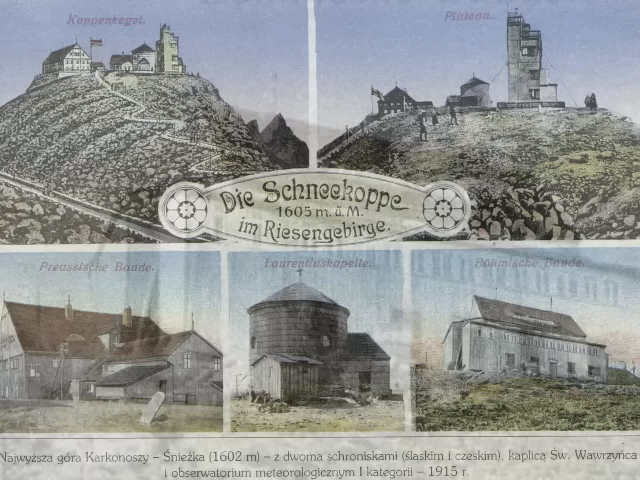 Koppenkegel.
Plateau.
Die Schneekoppe
1605 m. ü. M.
im Riesengebirge.
Preussische Baude.
Laurentiuskapelle.
Böhmische Baude.
Najwyższa góra Karkonoszy – Śnieżka (1602 m) – z dwoma schroniskami (śląskim i czeskim), kaplicą Św. Wawrzyńca
i obserwatorium meteorologicznym I kategorii – 1915 r.